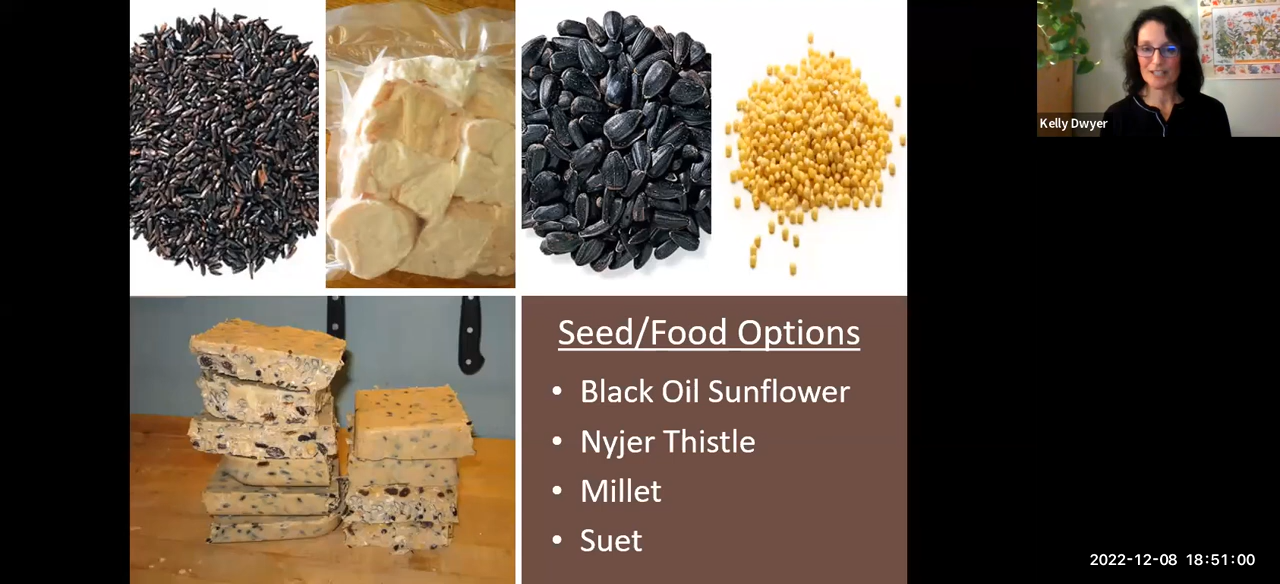 Kelly Dwyer
Seed/Food Options
• Black Oil Sunflower
• Nyjer Thistle
• Millet
• Suet
2022-12-08 18:51:00